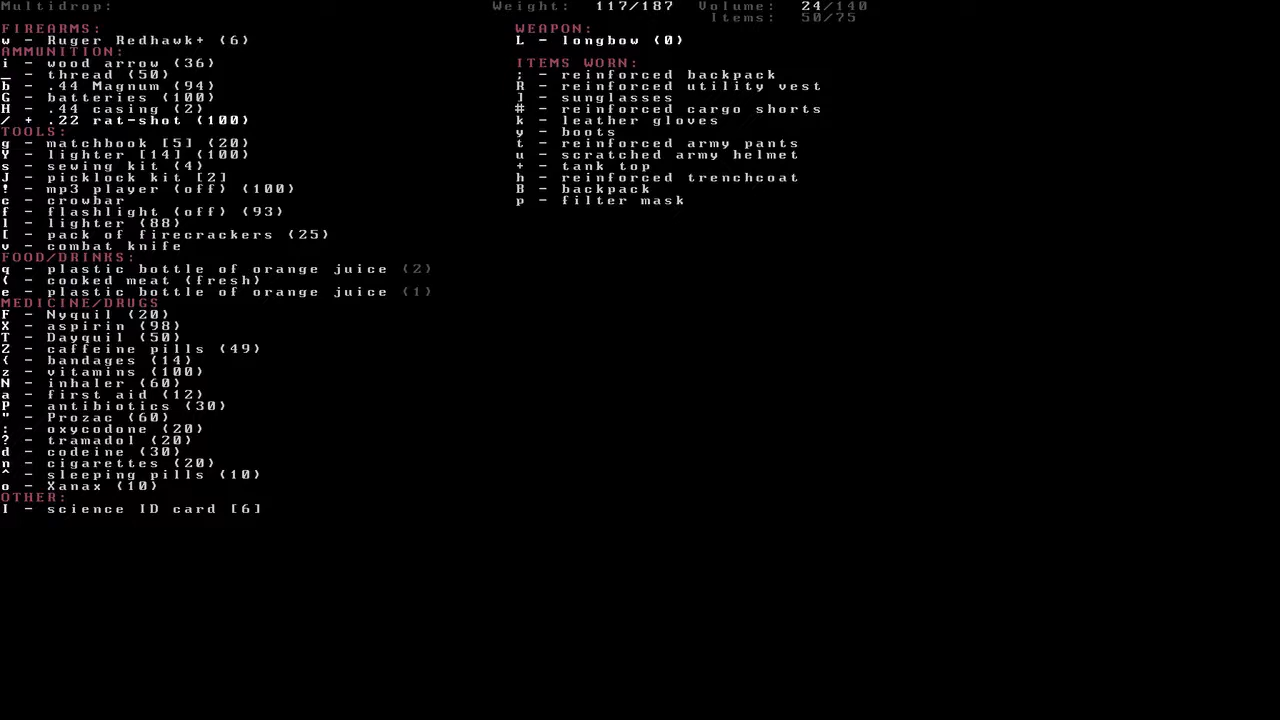 Multidrop:
Weight: 117/187 Volume: 24/140
Items: 50/75
FIREARMS:
w - Ruger Redhawk+ (6)
AMMUNITION:
i - wood arrow (36)
_ - thread (50)
b - .44 Magnum (94)
G - batteries (100)
H - .44 casing (2)
/ + .22 rat-shot (100)
TOOLS:
g - matchbook [5] (20)
Y - lighter [14] (100)
s - sewing kit (4)
J - picklock kit [2]
! - mp3 player (off) (100)
c - crowbar
f - flashlight (off) (93)
l - lighter (88)
[ - pack of firecrackers (25)
v - combat knife
FOOD/DRINKS:
q - plastic bottle of orange juice (2)
( - cooked meat (fresh)
e - plastic bottle of orange juice (1)
MEDICINE/DRUGS
F - Nyquil (20)
X - aspirin (98)
T - Dayquil (50)
Z - caffeine pills (49)
{ - bandages (14)
z - vitamins (100)
N - inhaler (60)
a - first aid (12)
P - antibiotics (30)
" - Prozac (60)
: - oxycodone (20)
? - tramadol (20)
d - codeine (30)
n - cigarettes (20)
^ - sleeping pills (10)
o - Xanax (10)
OTHER:
I - science ID card [6]
WEAPON:
L - longbow (0)
ITEMS WORN:
; - reinforced backpack
R - reinforced utility vest
] - sunglasses
# - reinforced cargo shorts
k - leather gloves
y - boots
t - reinforced army pants
u - scratched army helmet
+ - tank top
h - reinforced trenchcoat
B - backpack
p - filter mask